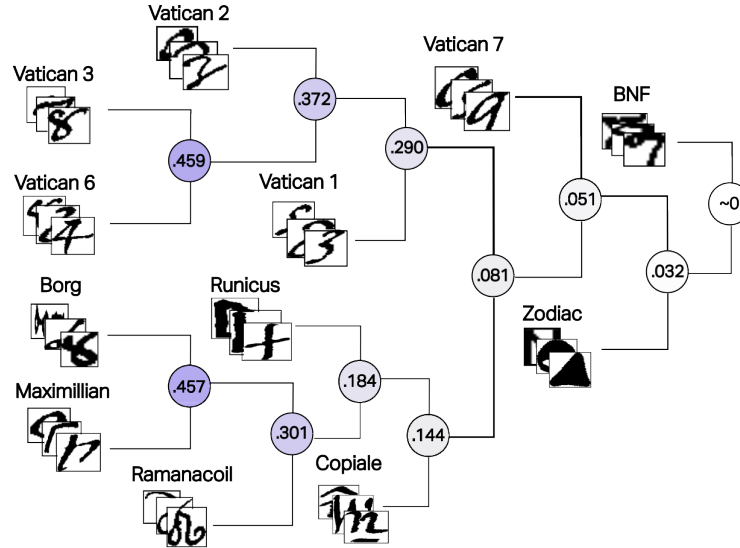 Vatican 2
Vatican 7
Vatican 3
BNF
.372
.459
.290
Vatican 6
Vatican 1
.051
~0
.081
.032
Borg
Runicus
Zodiac
Maximillian
.457
.184
.301
.144
Ramanacoil
Copiale